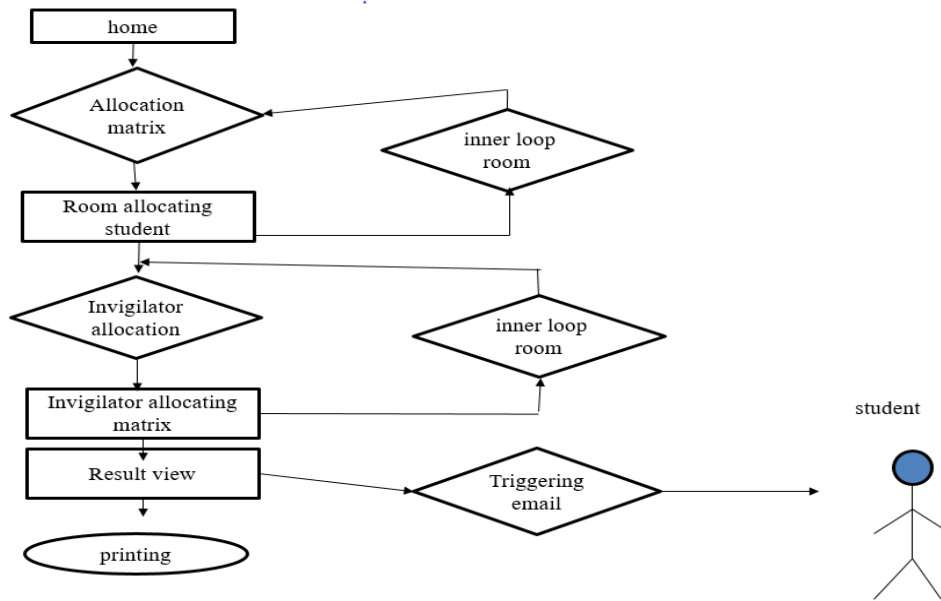 home
Allocation
matrix
inner loop
room
Room allocating
student
Invigilator
allocation
inner loop
room
Invigilator allocating
matrix
student
Result view
Triggering
email
printing